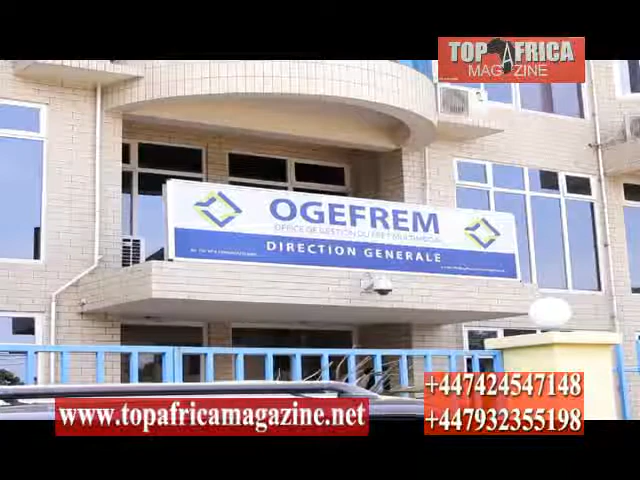 TOP AFRICA
MAGAZINE
OGEFREM
OFFICE DE GESTION DU FRET MULTIMODAL
DIRECTION GENERALE
+447424547148
www.topafricamagazine.net
+447932355198